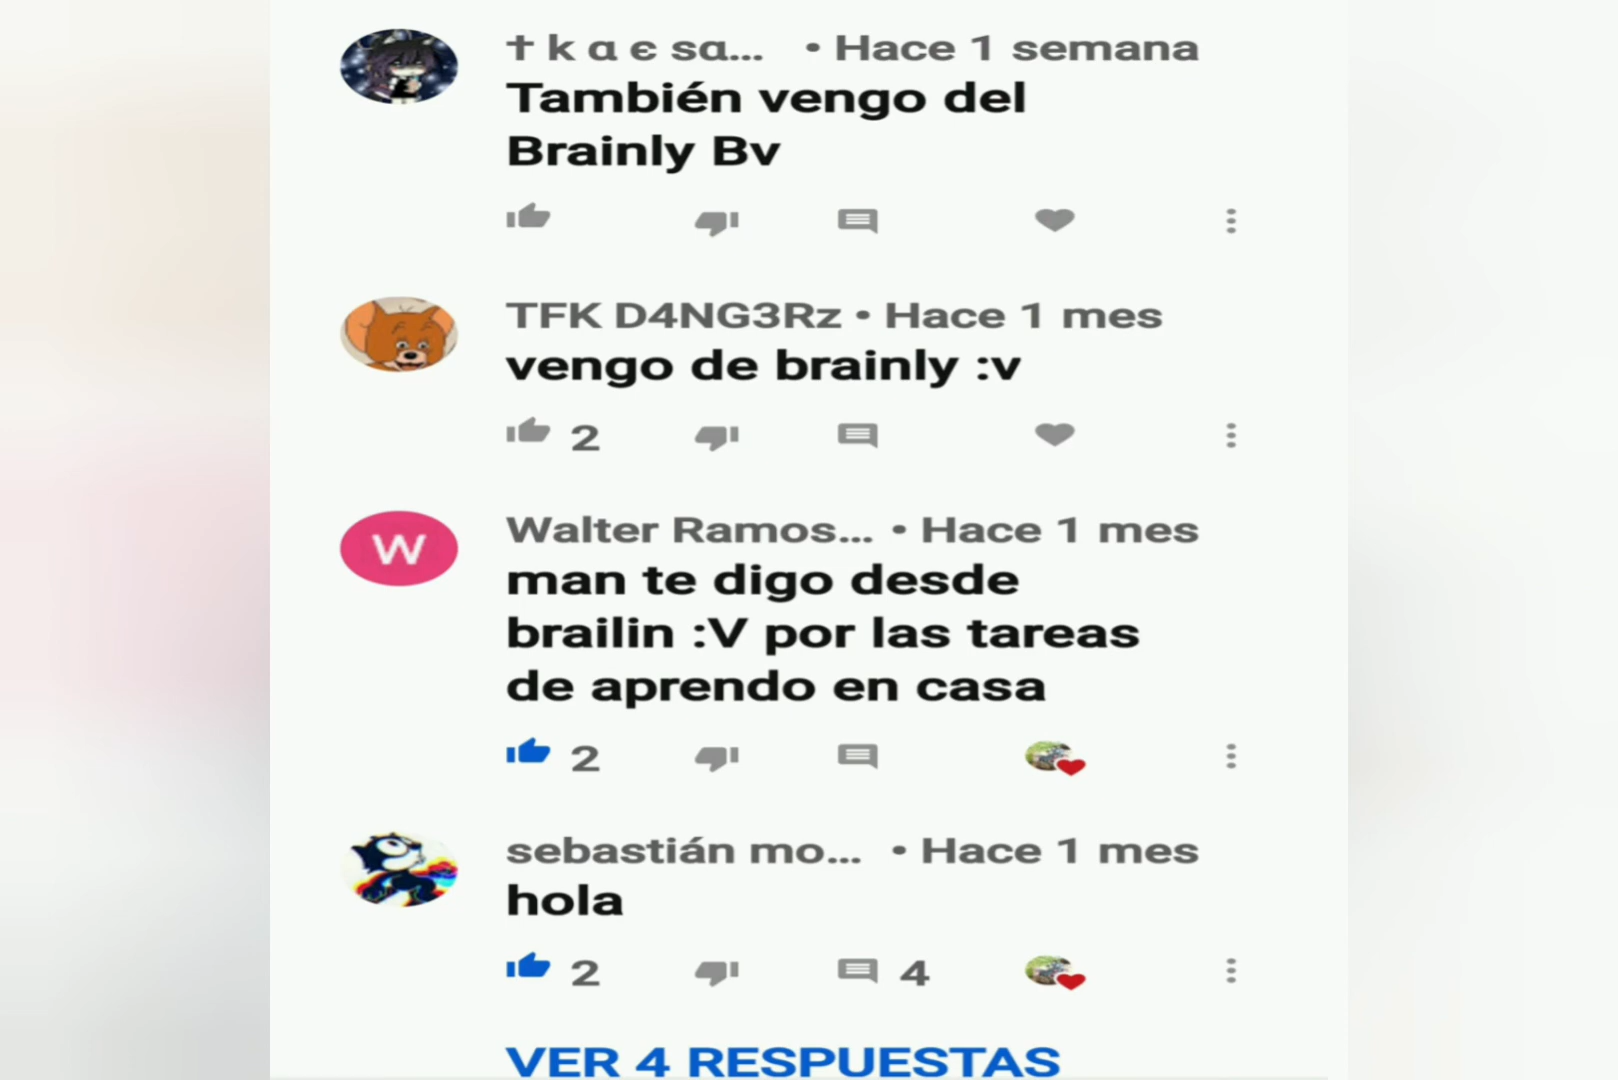 † k ɑ є sɑ... • Hace 1 semana
También vengo del
Brainly Bv
TFK D4NG3Rz • Hace 1 mes
vengo de brainly :v
2
W
Walter Ramos... • Hace 1 mes
man te digo desde
brailin :V por las tareas
de aprendo en casa
2
sebastián mo... • Hace 1 mes
hola
2 4
VER 4 RESPUESTAS